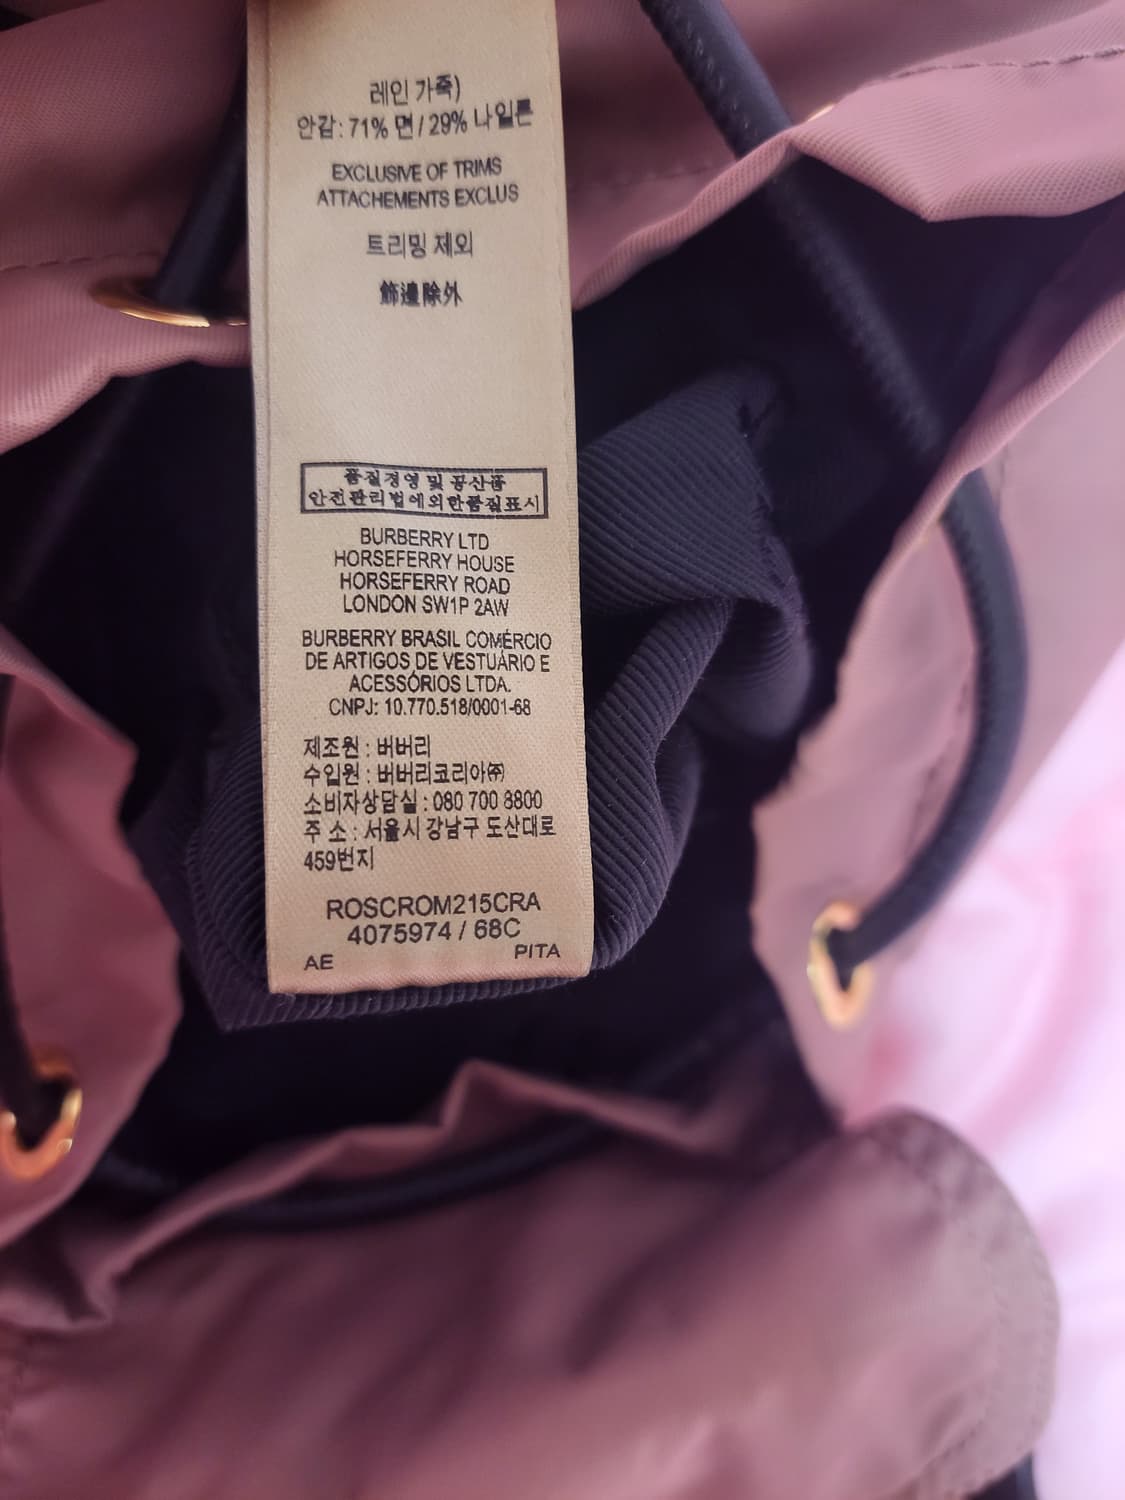 레인 가죽)
안감 : 71% 면 / 29% 나일론
EXCLUSIVE OF TRIMS
ATTACHEMENTS EXCLUS
트리밍 제외
飾邊除外
품질경영 및 공산품
안전관리법에의한품질표시
BURBERRY LTD
HORSEFERRY HOUSE
HORSEFERRY ROAD
LONDON SW1P 2AW
BURBERRY BRASIL COMÉRCIO
DE ARTIGOS DE VESTUÁRIO E
ACESSÓRIOS LTDA.
CNPJ: 10.770.518/0001-68
제조원 : 버버리
수입원 : 버버리코리아㈜
소비자상담실 : 080 700 8800
주 소 : 서울시 강남구 도산대로
459번지
ROSCROM215CRA
4075974 / 68C
AE PITA